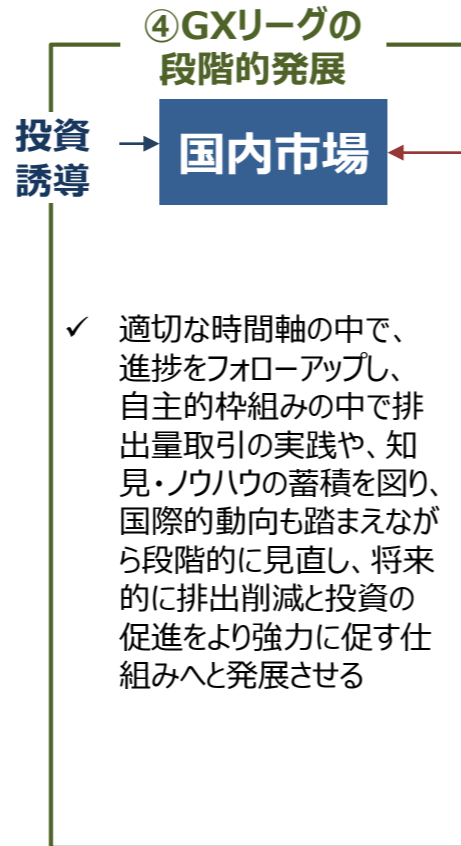 ④GXリーグの
段階的発展
投資
誘導
国内市場
✓ 適切な時間軸の中で、
進捗をフォローアップし、
自主的枠組みの中で排
出量取引の実践や、知
見・ノウハウの蓄積を図り、
国際的動向も踏まえなが
ら段階的に見直し、将来
的に排出削減と投資の
促進をより強力に促す仕
組みへと発展させる